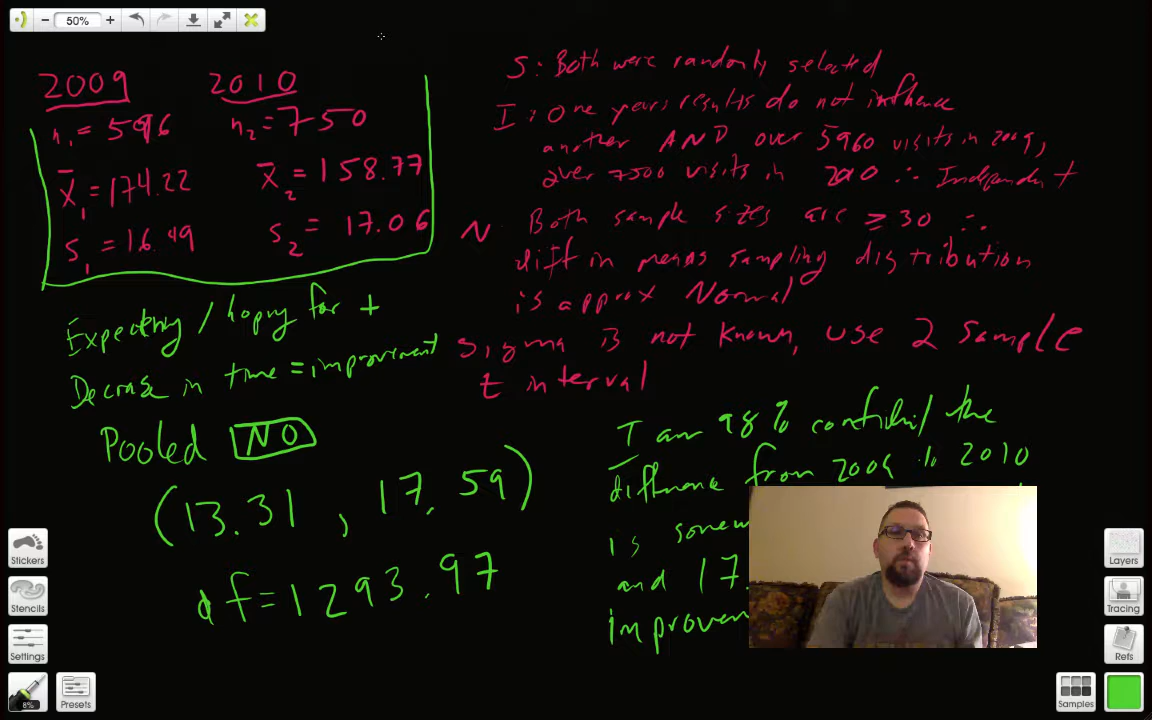 50%
2009 2010
n₁ = 596 n₂ = 750
x̄₁ = 174.22 x̄₂ = 158.77
s₁ = 16.49 s₂ = 17.06
Expecting / hoping for +
Decrease in time = improvement
Pooled NO
(13.31 , 17.59)
df = 1293.97
S: Both were randomly selected
I: One years results do not influence
another AND over 5960 visits in 2009,
over 7500 visits in 2010 ∴ Independent
N Both sample sizes are ≥ 30 ∴
diff in means sampling distribution
is approx Normal
sigma is not known, use 2 sample
t interval
I am 98% confident the
difference from 2009 to 2010
is
and 17.
Stickers
Stencils
Settings
8%
Presets
Layers
Tracing
Refs
Samples